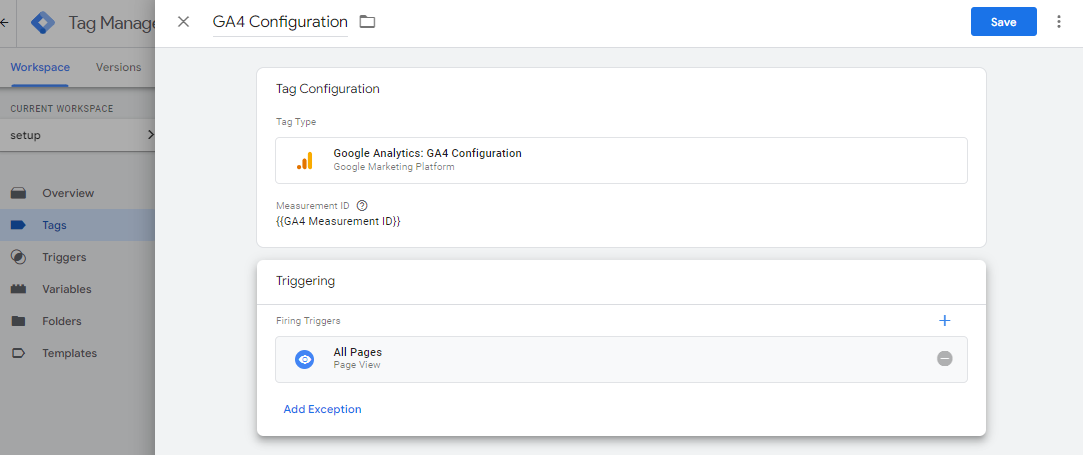 Tag Manage
GA4 Configuration
Save
Workspace
Versions
CURRENT WORKSPACE
setup
Overview
Tags
Triggers
Variables
Folders
Templates
Tag Configuration
Tag Type
Google Analytics: GA4 Configuration
Google Marketing Platform
Measurement ID
{{GA4 Measurement ID}}
Triggering
Firing Triggers
All Pages
Page View
Add Exception